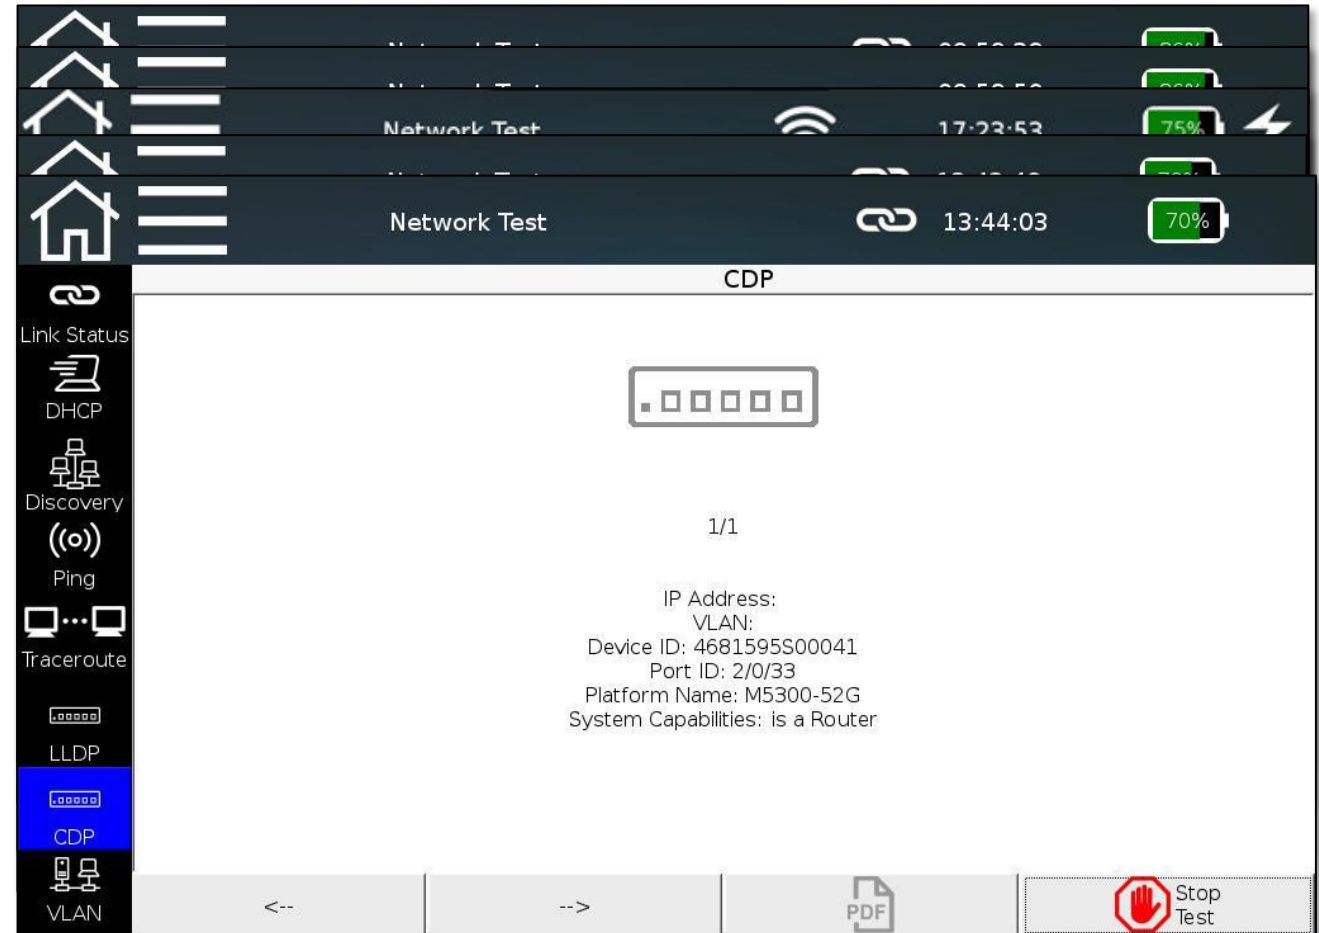 Network Test 17:23:53 75%
Network Test 13:44:03 70%
CDP
Link Status
DHCP
Discovery
Ping
Traceroute
LLDP
CDP
VLAN
1/1
IP Address:
VLAN:
Device ID: 4681595S00041
Port ID: 2/0/33
Platform Name: M5300-52G
System Capabilities: is a Router
<--
-->
PDF
Stop
Test